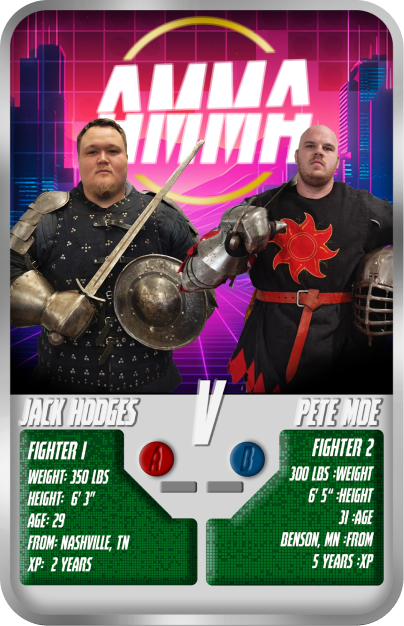 AMMA
JACK HODGES
V
PETE MOE
A
B
FIGHTER 1
WEIGHT: 350 LBS
HEIGHT: 6' 3"
AGE: 29
FROM: NASHVILLE, TN
XP: 2 YEARS
FIGHTER 2
300 LBS :WEIGHT
6' 5" :HEIGHT
31 :AGE
BENSON, MN :FROM
5 YEARS :XP